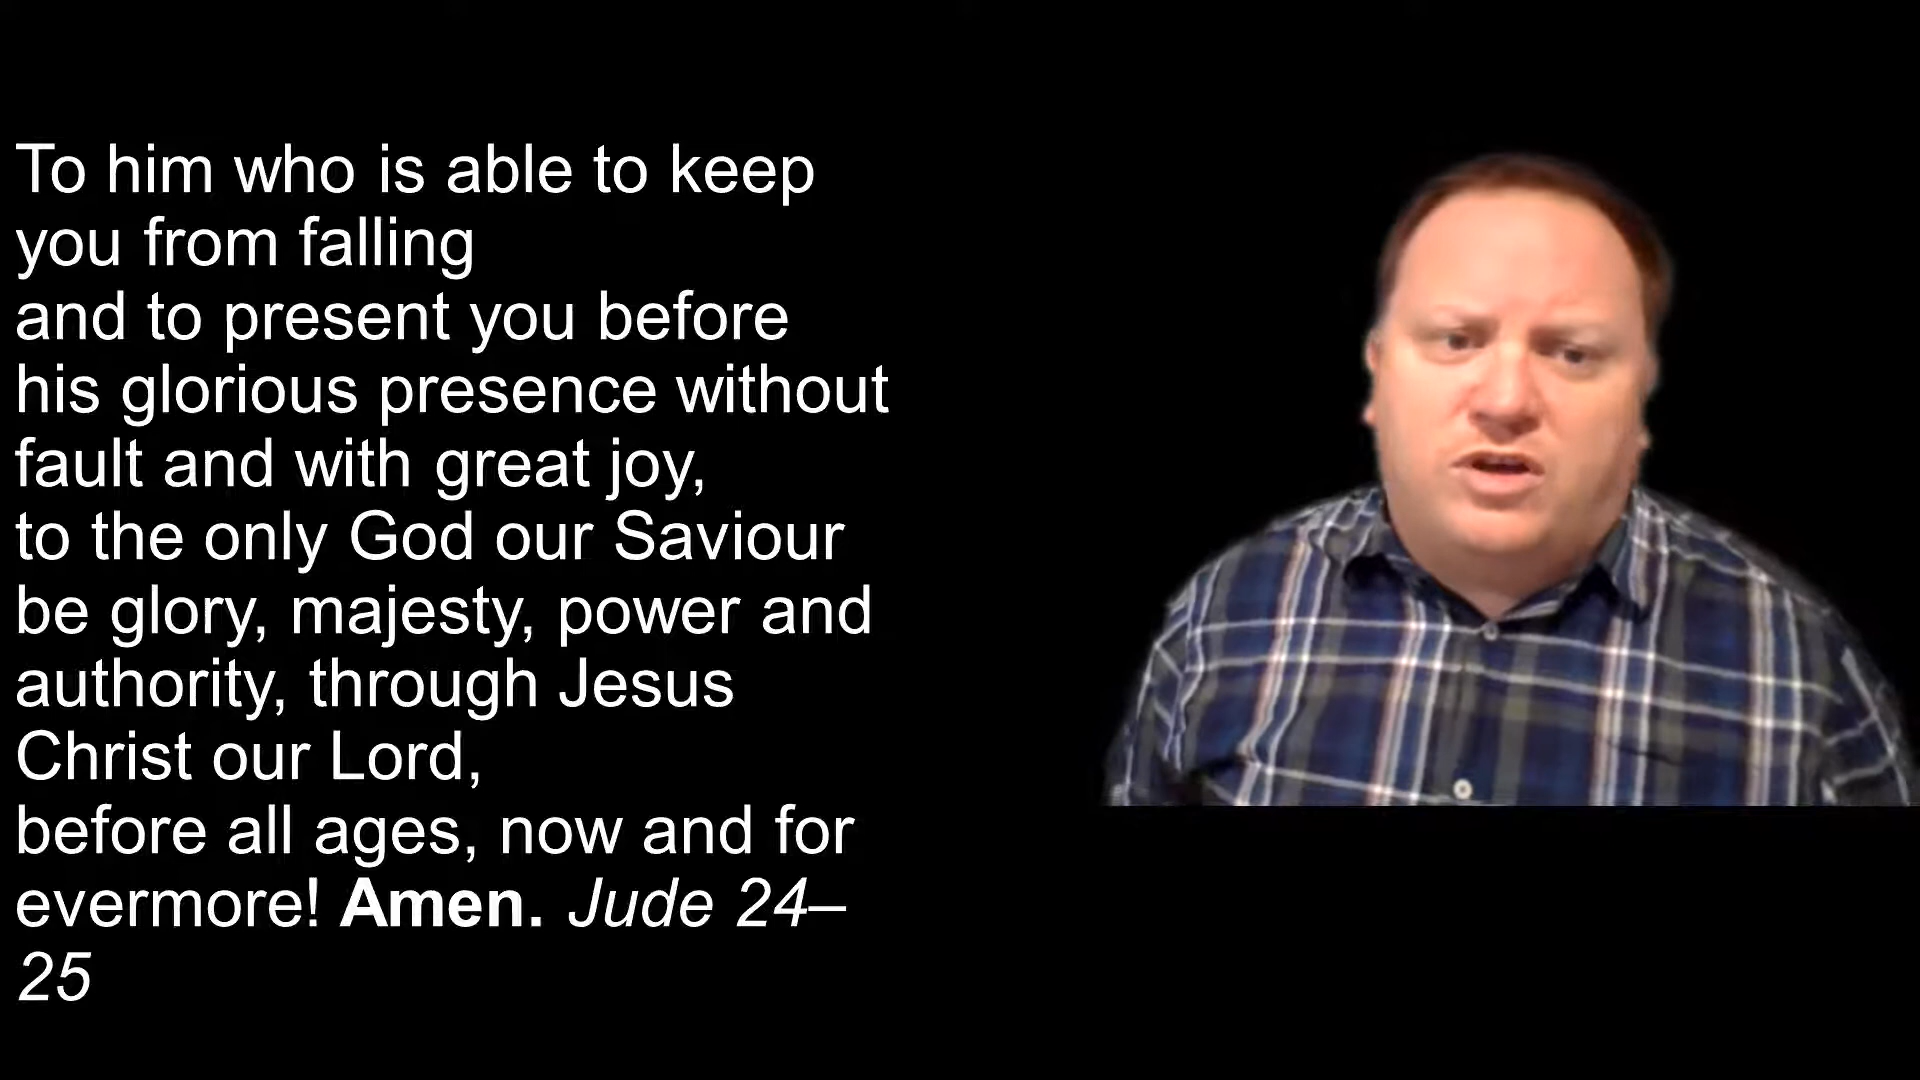 To him who is able to keep
you from falling
and to present you before
his glorious presence without
fault and with great joy,
to the only God our Saviour
be glory, majesty, power and
authority, through Jesus
Christ our Lord,
before all ages, now and for
evermore! Amen. Jude 24–
25